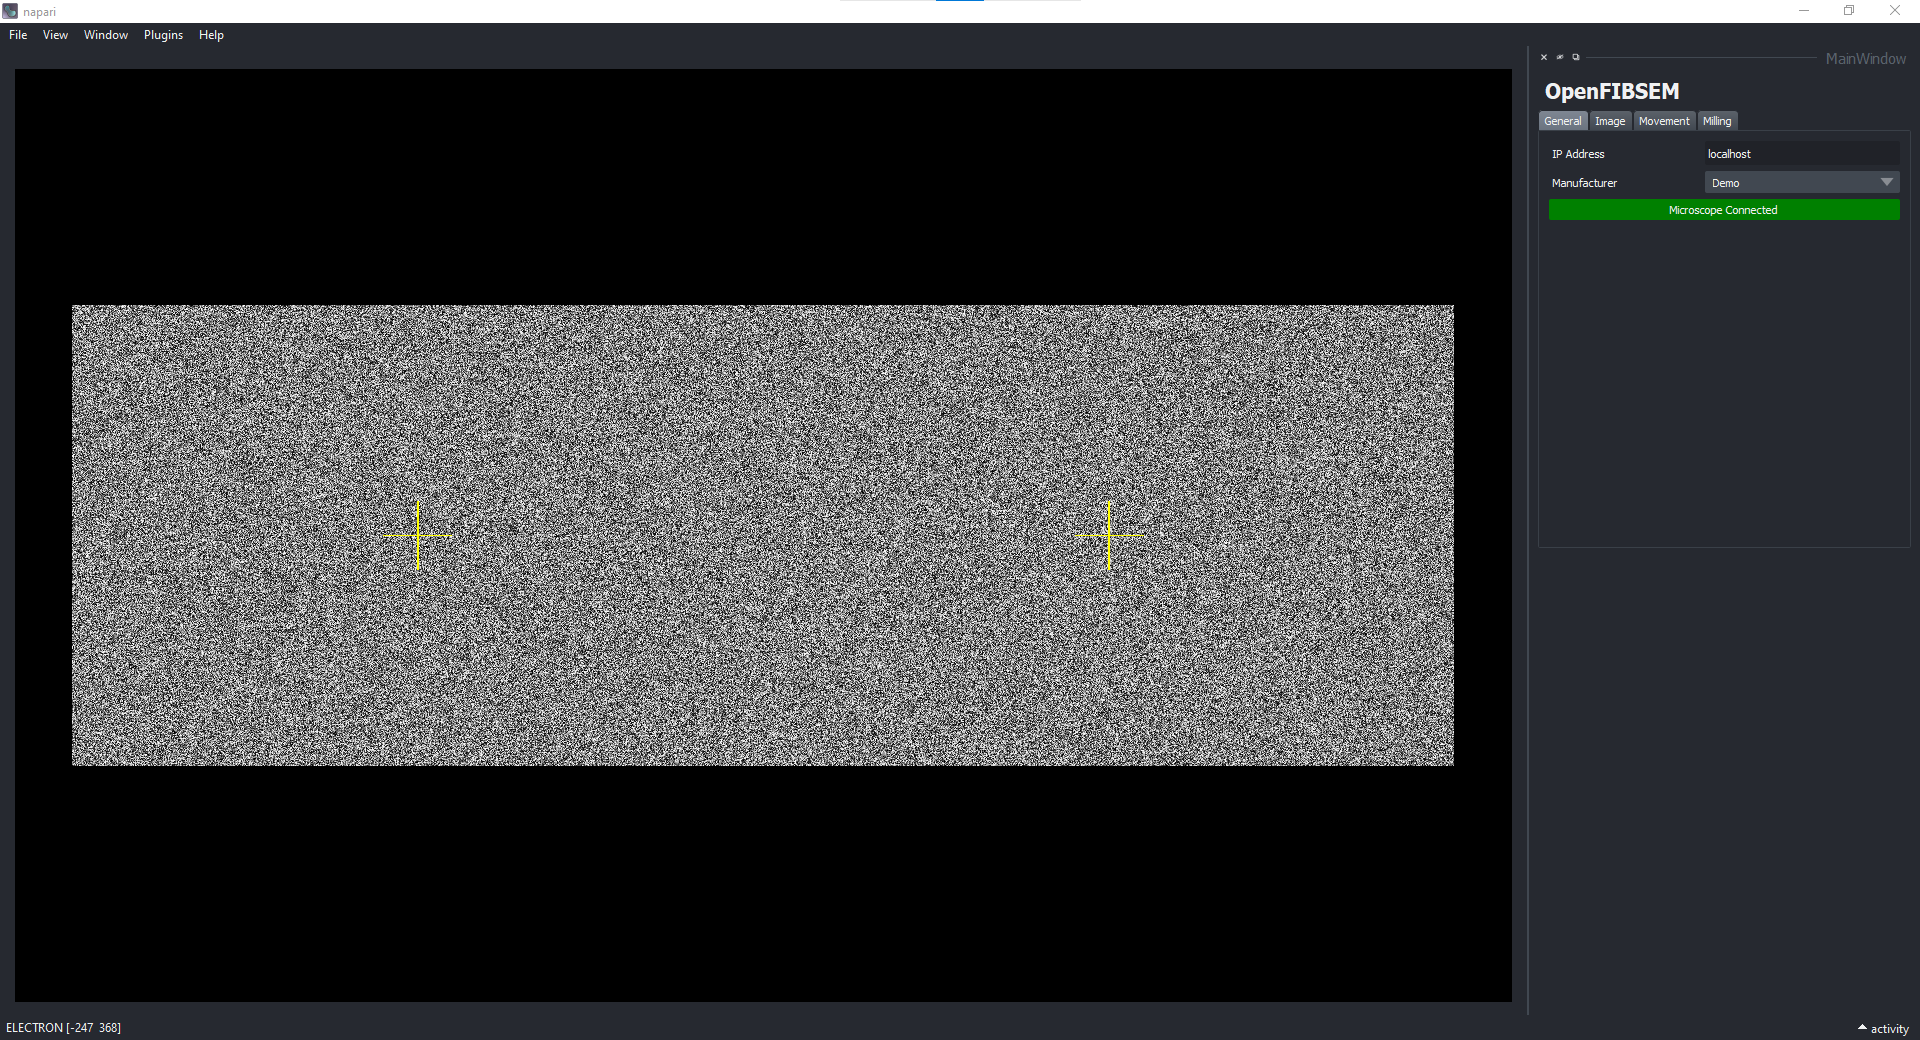 napari
File View Window Plugins Help
MainWindow
OpenFIBSEM
General Image Movement Milling
IP Address localhost
Manufacturer Demo
Microscope Connected
ELECTRON [-247 368]
activity